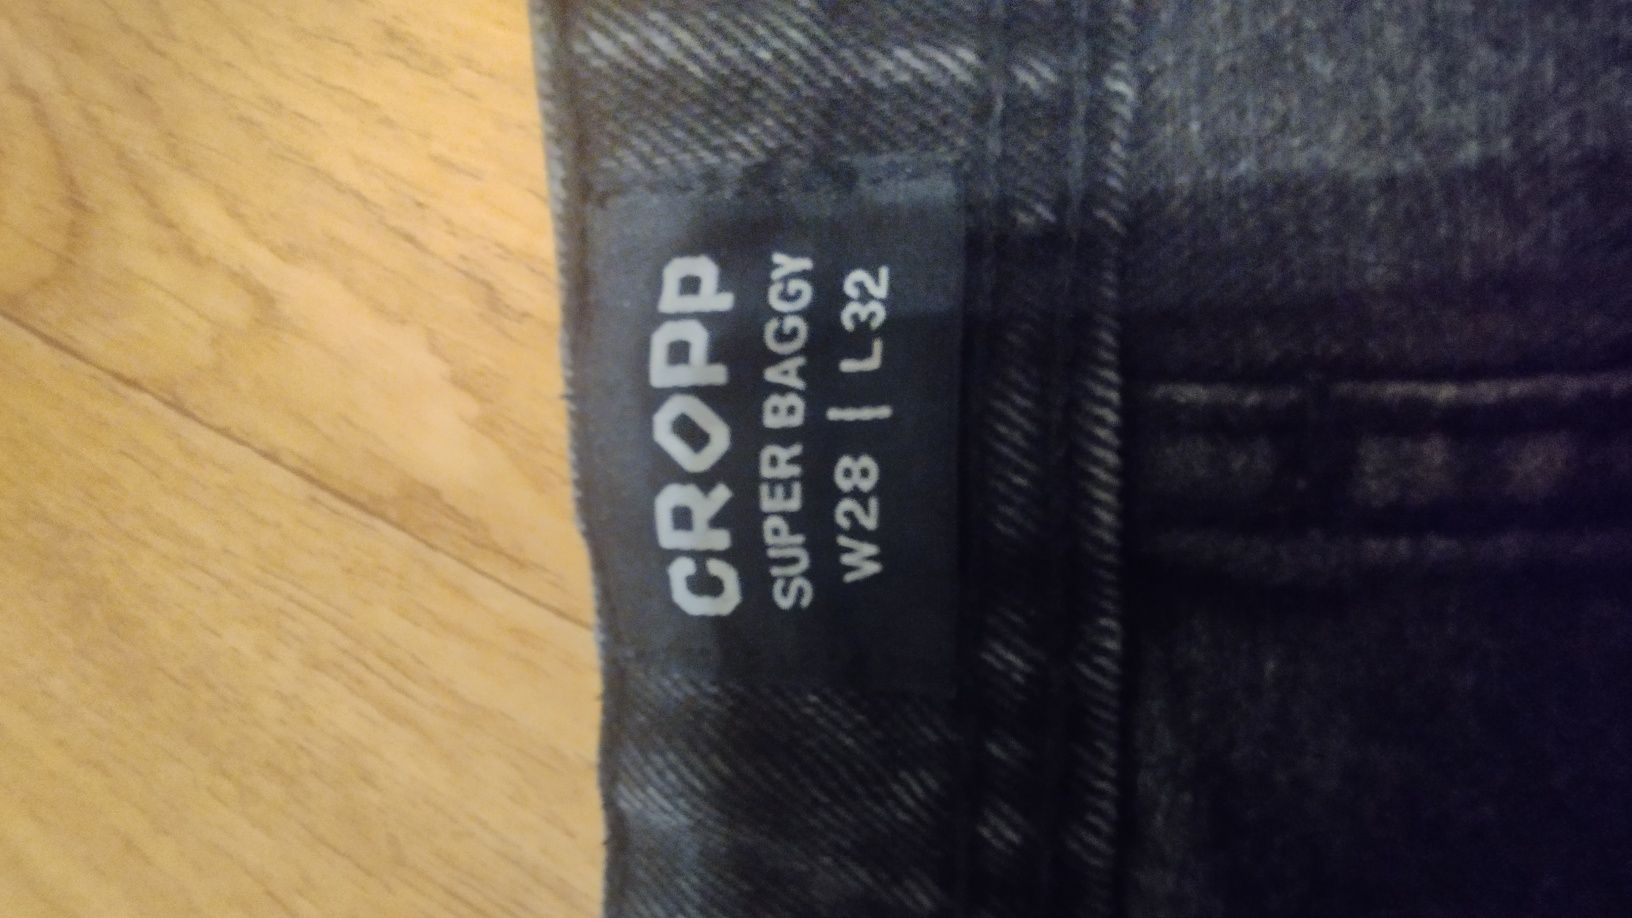 CROPP
SUPER BAGGY
W28 | L32